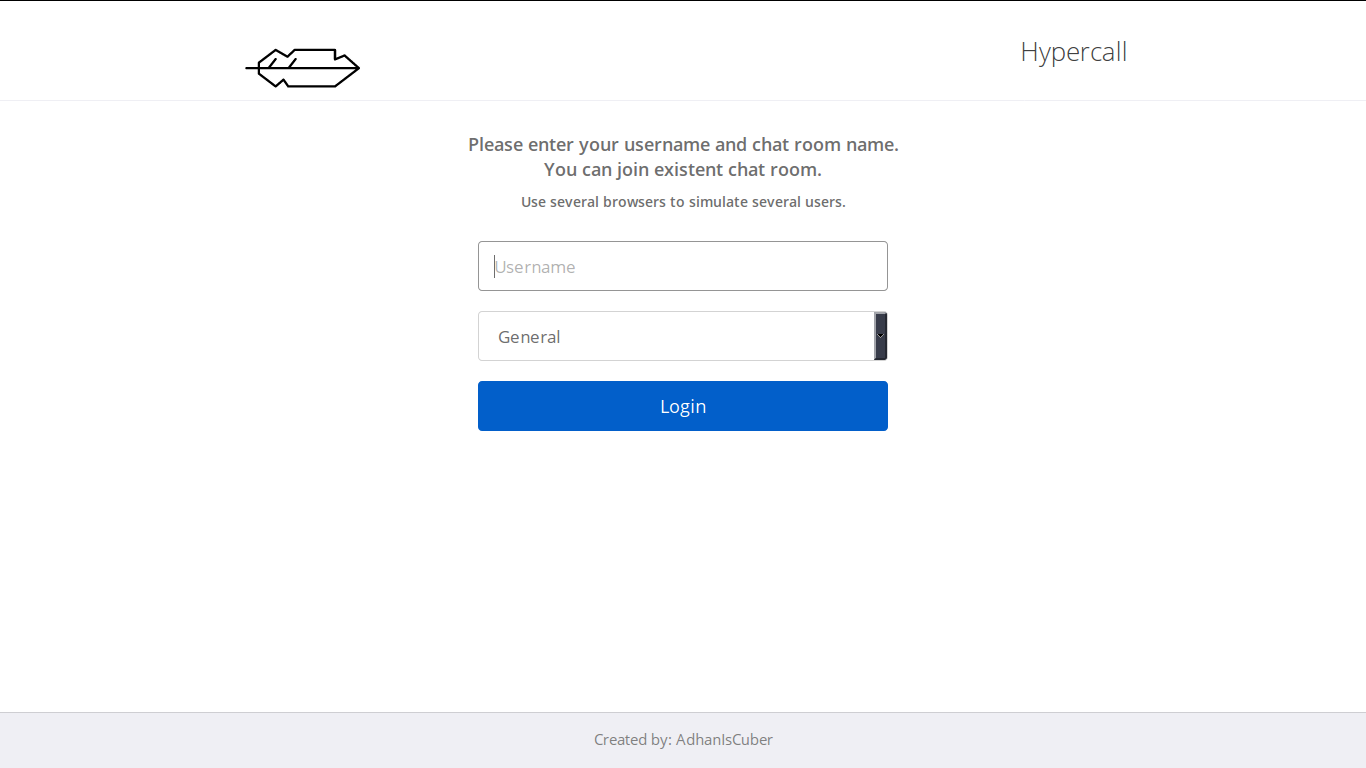 Hypercall
Please enter your username and chat room name.
You can join existent chat room.
Use several browsers to simulate several users.
Username
General
Login
Created by: AdhanIsCuber